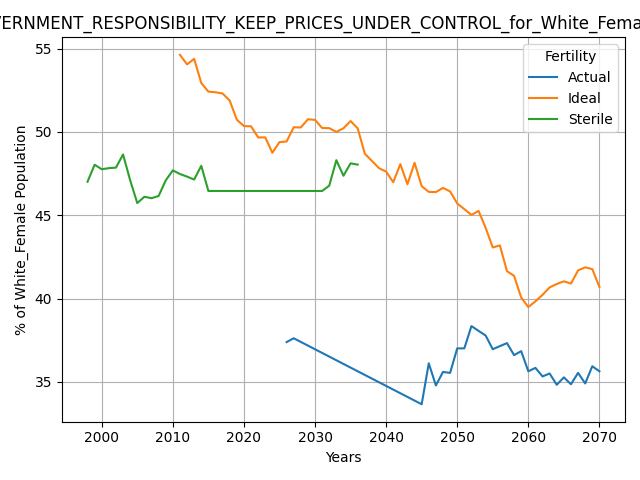 VERNMENT_RESPONSIBILITY_KEEP_PRICES_UNDER_CONTROL_for_White_Fema
55
50
45
40
35
% of White_Female Population
Fertility
Actual
Ideal
Sterile
2000 2010 2020 2030 2040 2050 2060 2070
Years